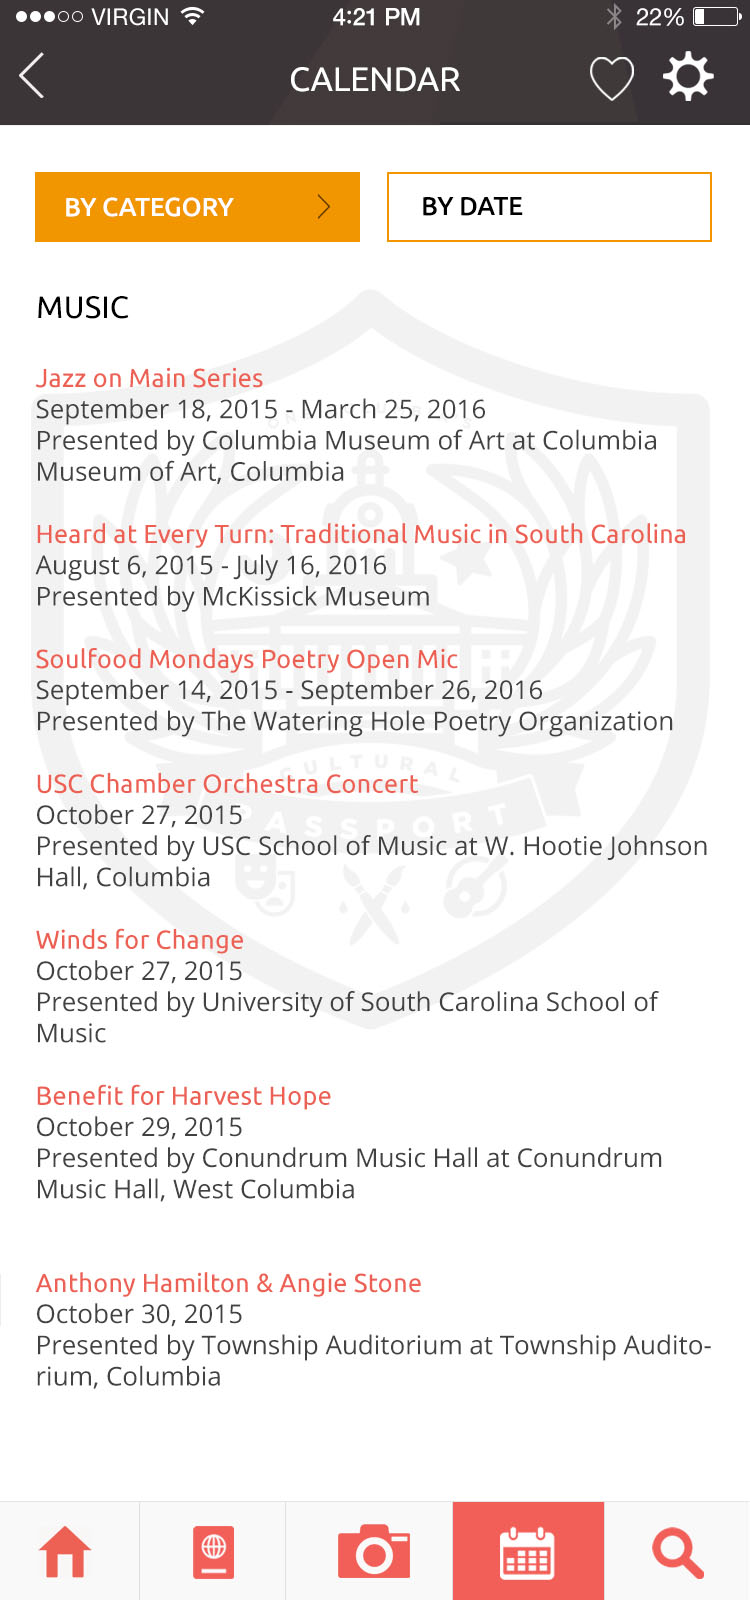 VIRGIN
4:21 PM
22%
CALENDAR
BY CATEGORY
BY DATE
MUSIC
Jazz on Main Series
September 18, 2015 - March 25, 2016
Presented by Columbia Museum of Art at Columbia
Museum of Art, Columbia
Heard at Every Turn: Traditional Music in South Carolina
August 6, 2015 - July 16, 2016
Presented by McKissick Museum
Soulfood Mondays Poetry Open Mic
September 14, 2015 - September 26, 2016
Presented by The Watering Hole Poetry Organization
CULTURAL
PASSPORT
USC Chamber Orchestra Concert
October 27, 2015
Presented by USC School of Music at W. Hootie Johnson
Hall, Columbia
Winds for Change
October 27, 2015
Presented by University of South Carolina School of
Music
Benefit for Harvest Hope
October 29, 2015
Presented by Conundrum Music Hall at Conundrum
Music Hall, West Columbia
Anthony Hamilton & Angie Stone
October 30, 2015
Presented by Township Auditorium at Township Audito-
rium, Columbia